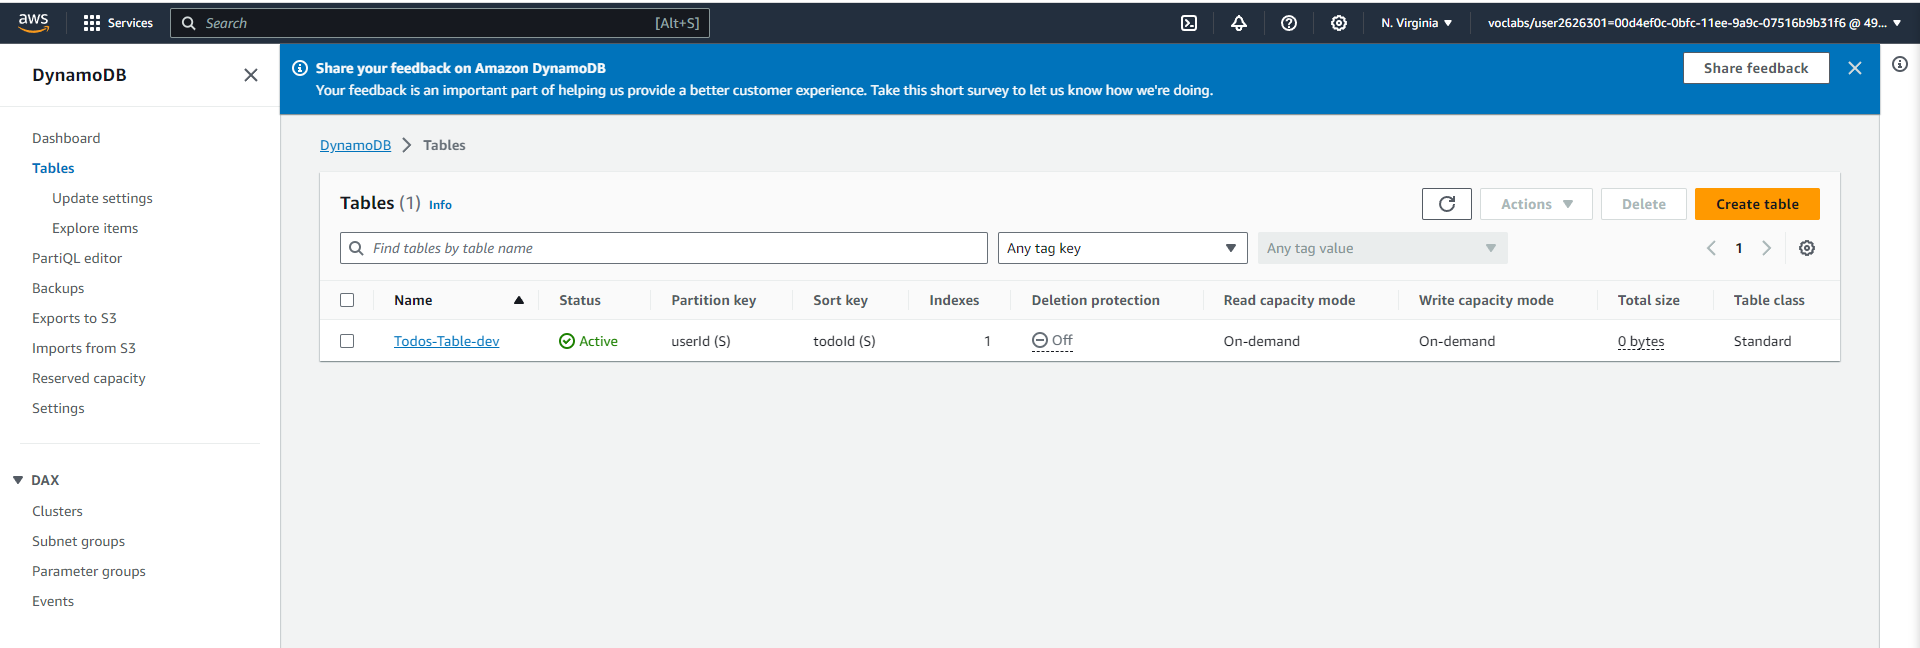 aws
Services
Search
[Alt+S]
N. Virginia
voclabs/user2626301=00d4ef0c-0bfc-11ee-9a9c-07516b9b31f6 @ 49...
DynamoDB
Dashboard
Tables
Update settings
Explore items
PartiQL editor
Backups
Exports to S3
Imports from S3
Reserved capacity
Settings
DAX
Clusters
Subnet groups
Parameter groups
Events
Share your feedback on Amazon DynamoDB
Your feedback is an important part of helping us provide a better customer experience. Take this short survey to let us know how we're doing.
Share feedback
DynamoDB > Tables
Tables (1) Info
Actions
Delete
Create table
Find tables by table name
Any tag key
Any tag value
1
Name Status Partition key Sort key Indexes Deletion protection Read capacity mode Write capacity mode Total size Table class
Todos-Table-dev Active userId (S) todoId (S) 1 Off On-demand On-demand 0 bytes Standard